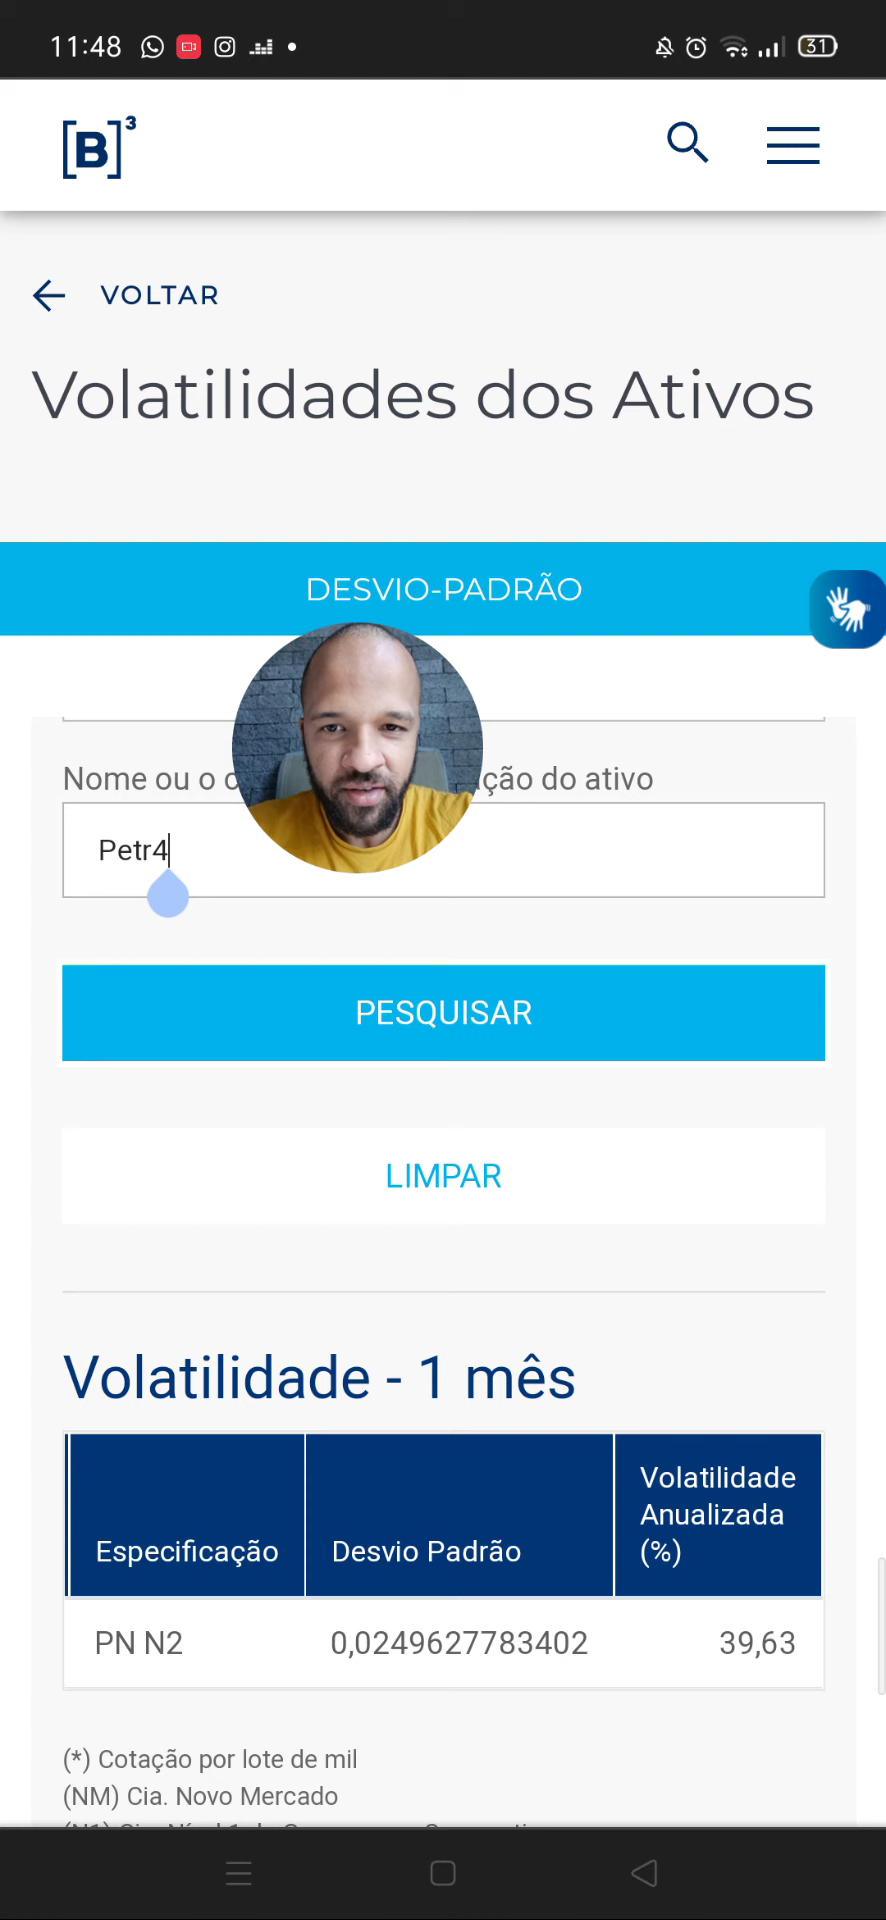 11:48
31
[B]³
VOLTAR
Volatilidades dos Ativos
DESVIO-PADRÃO
Nome ou o c ação do ativo
Petr4
PESQUISAR
LIMPAR
Volatilidade - 1 mês
Especificação Desvio Padrão Volatilidade Anualizada (%)
PN N2 0,0249627783402 39,63
(*) Cotação por lote de mil
(NM) Cia. Novo Mercado